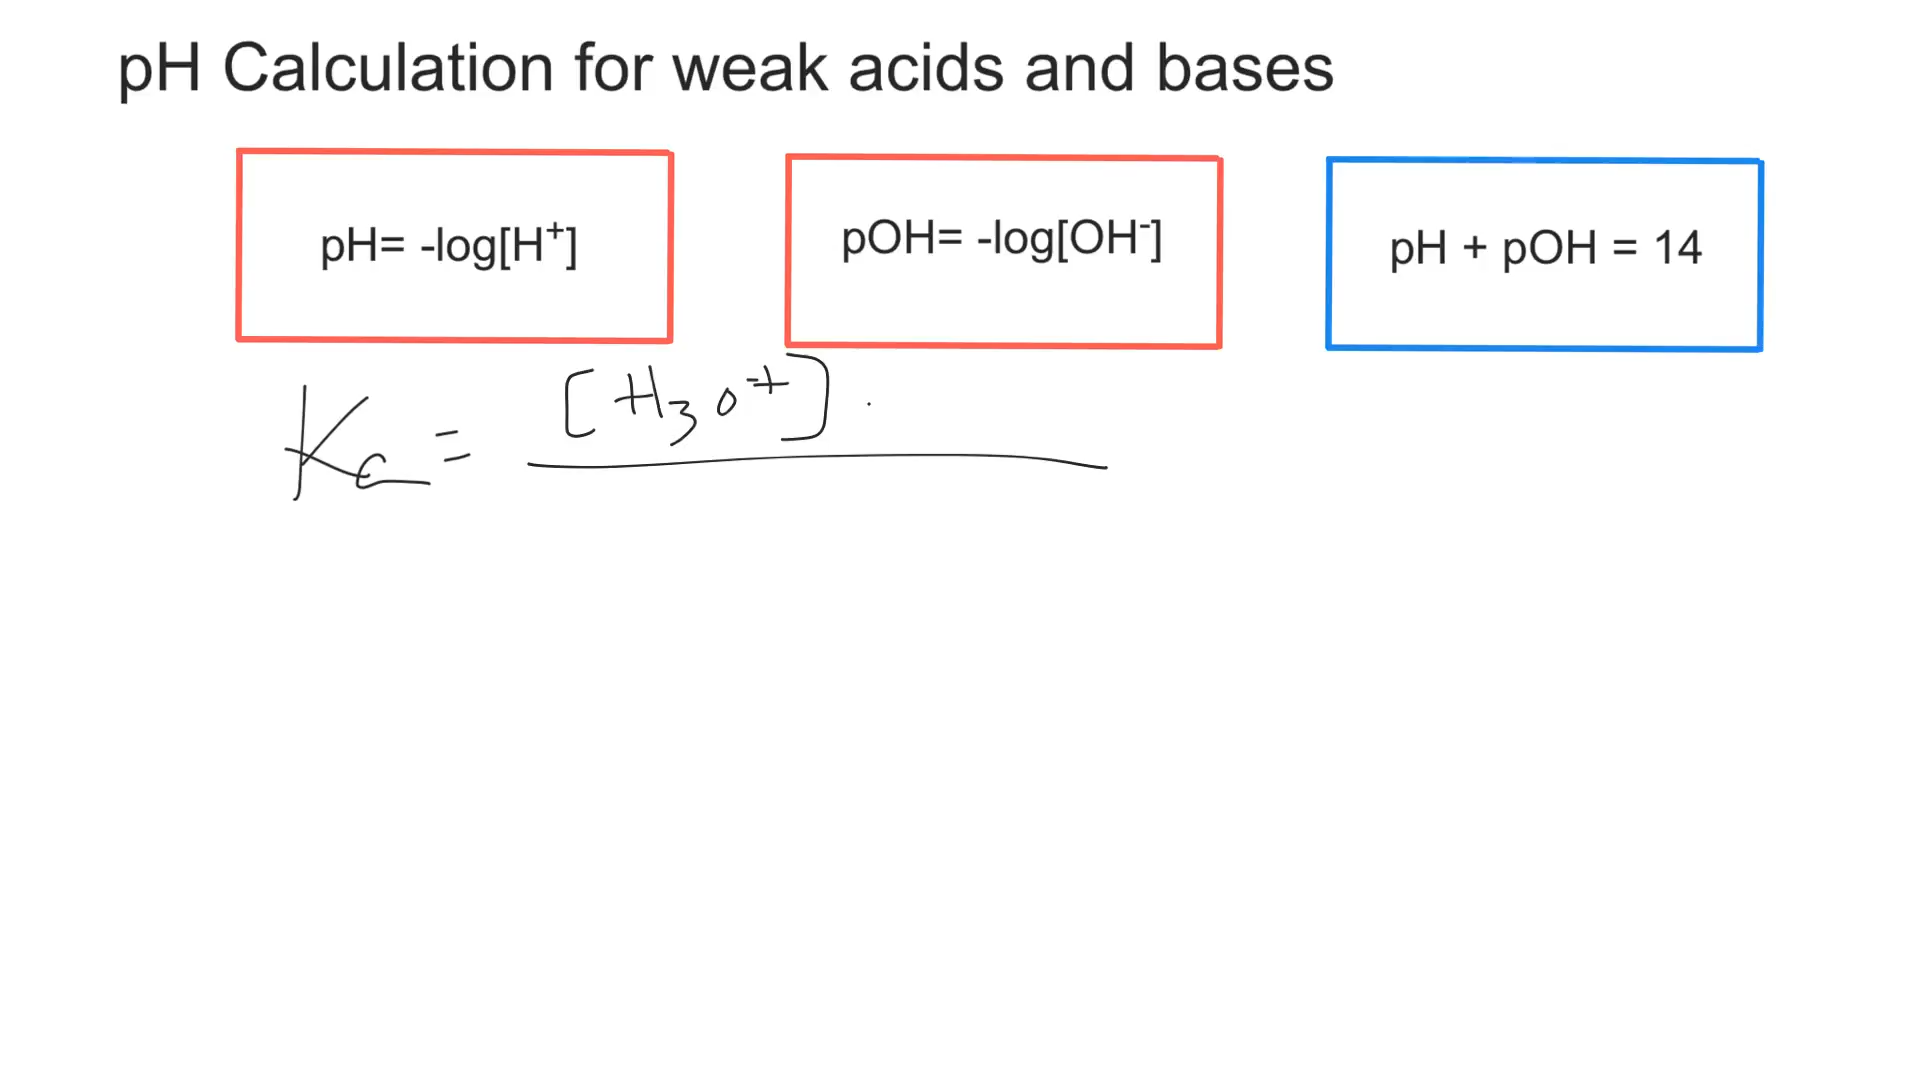 pH Calculation for weak acids and bases
pH= -log[H⁺]
pOH= -log[OH⁻]
pH + pOH = 14
[H₃O⁺] .
Kₐ =